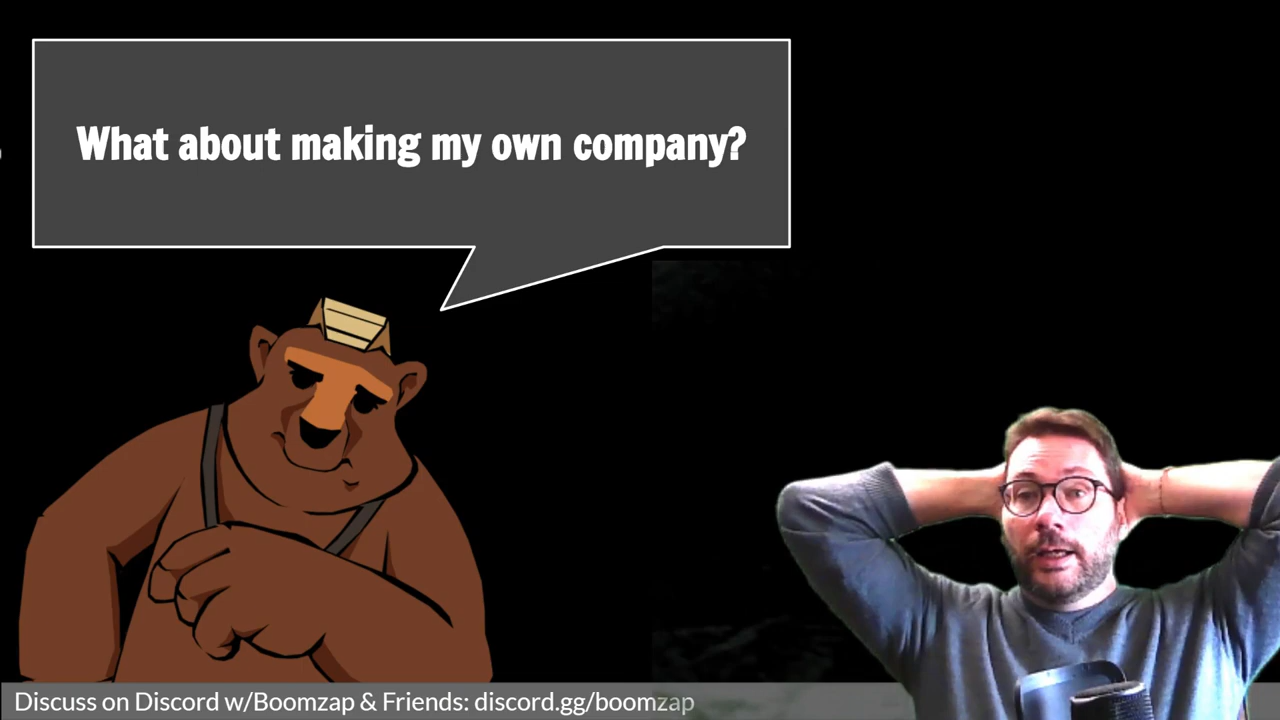 What about making my own company?
Discuss on Discord w/Boomzap & Friends: discord.gg/boomzap